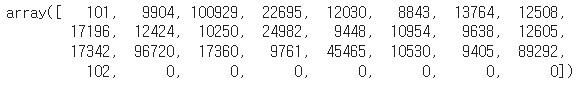 array([   101,   9904, 100929,  22695,  12030,   8843,  13764,  12508,
        17196,  12424,  10250,  24982,   9448,  10954,   9638,  12605,
        17342,  96720,  17360,   9761,  45465,  10530,   9405,  89292,
          102,      0,      0,      0,      0,      0,      0,      0])